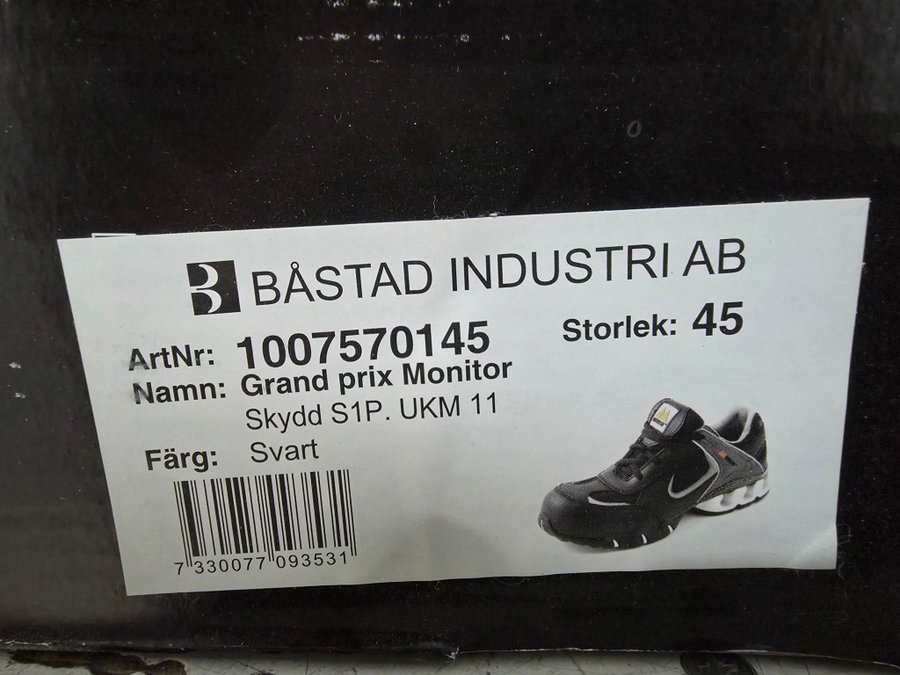 BÅSTAD INDUSTRI AB
ArtNr: 1007570145
Storlek: 45
Namn: Grand prix Monitor
Skydd S1P. UKM 11
Färg: Svart
7 330077 093531